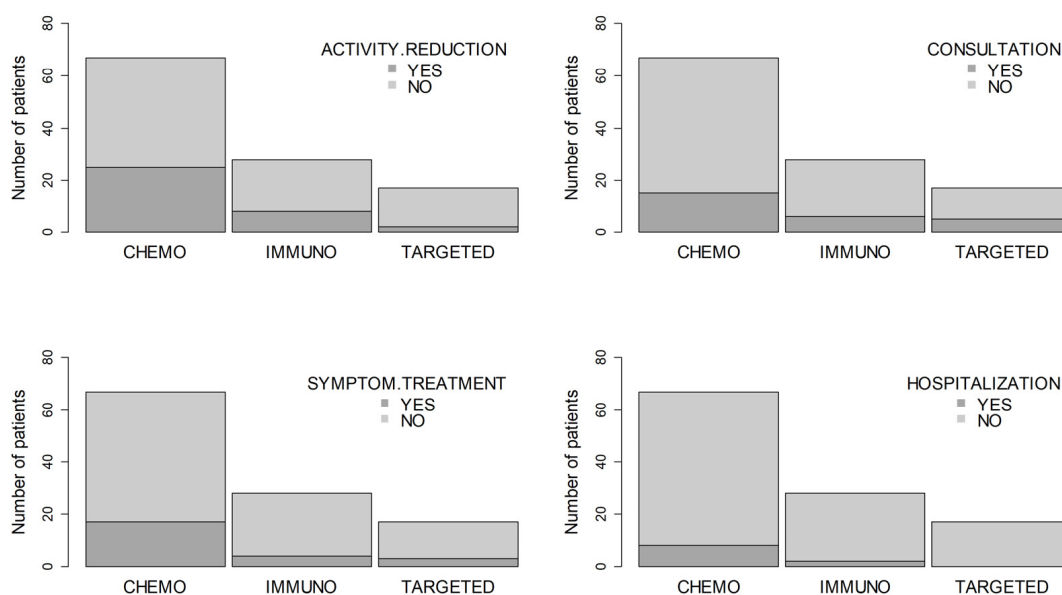 ACTIVITY.REDUCTION
YES
NO
Number of patients
80
60
40
20
0
CHEMO IMMUNO TARGETED
CONSULTATION
YES
NO
Number of patients
80
60
40
20
0
CHEMO IMMUNO TARGETED
SYMPTOM.TREATMENT
YES
NO
Number of patients
80
60
40
20
0
CHEMO IMMUNO TARGETED
HOSPITALIZATION
YES
NO
Number of patients
80
60
40
20
0
CHEMO IMMUNO TARGETED